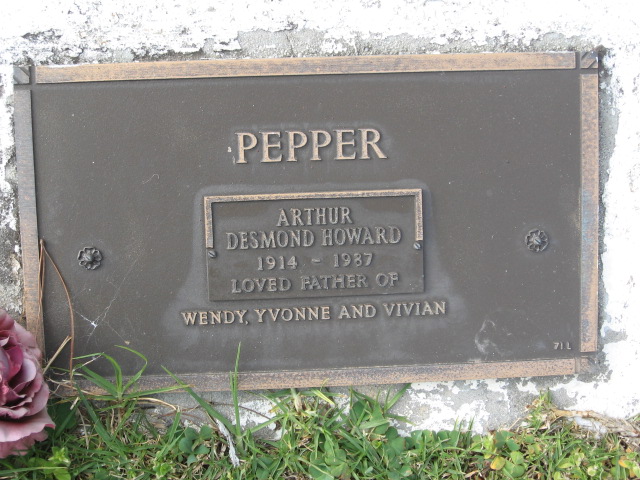 PEPPER
ARTHUR
DESMOND HOWARD
1914 - 1987
LOVED FATHER OF
WENDY, YVONNE AND VIVIAN
71L